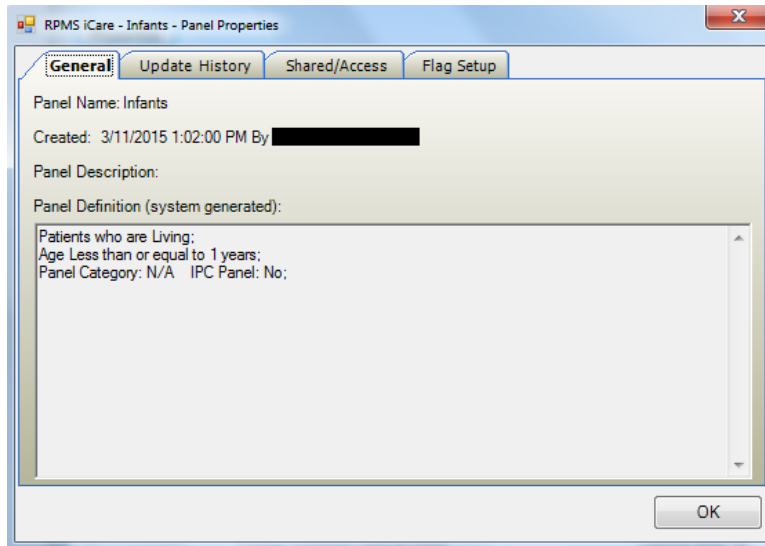 RPMS iCare - Infants - Panel Properties
X
General Update History Shared/Access Flag Setup
Panel Name: Infants
Created: 3/11/2015 1:02:00 PM By
Panel Description:
Panel Definition (system generated):
Patients who are Living;
Age Less than or equal to 1 years;
Panel Category: N/A IPC Panel: No;
OK